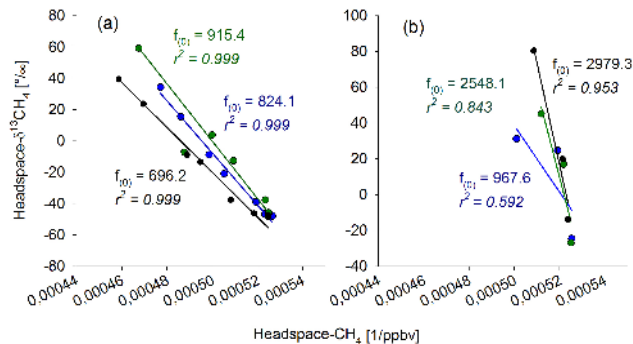 (a)
f(0) = 915.4
r² = 0.999
f(0) = 824.1
r² = 0.999
f(0) = 696.2
r² = 0.999
80
60
40
20
0
-20
-40
-60
-80
0,00044
0,00046
0,00048
0,00050
0,00052
0,00054
Headspace-δ¹³CH₄ [‰]
(b)
f(0) = 2979.3
r² = 0.953
f(0) = 2548.1
r² = 0.843
f(0) = 967.6
r² = 0.592
100
80
60
40
20
0
-20
-40
0,00044
0,00046
0,00048
0,00050
0,00052
0,00054
Headspace-CH₄ [1/ppbv]